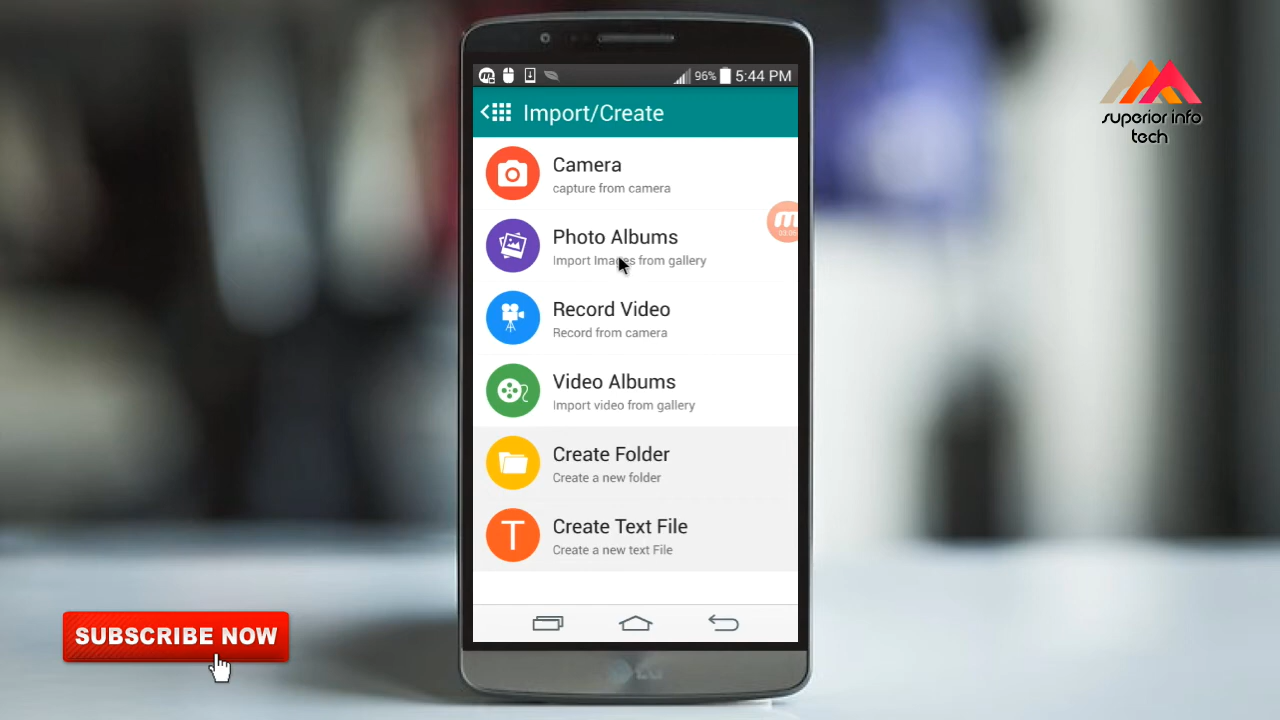 96% 5:44 PM
Import/Create
Camera
capture from camera
Photo Albums
Import Images from gallery
Record Video
Record from camera
Video Albums
Import video from gallery
Create Folder
Create a new folder
T
Create Text File
Create a new text File
superior info
tech
SUBSCRIBE NOW
LG